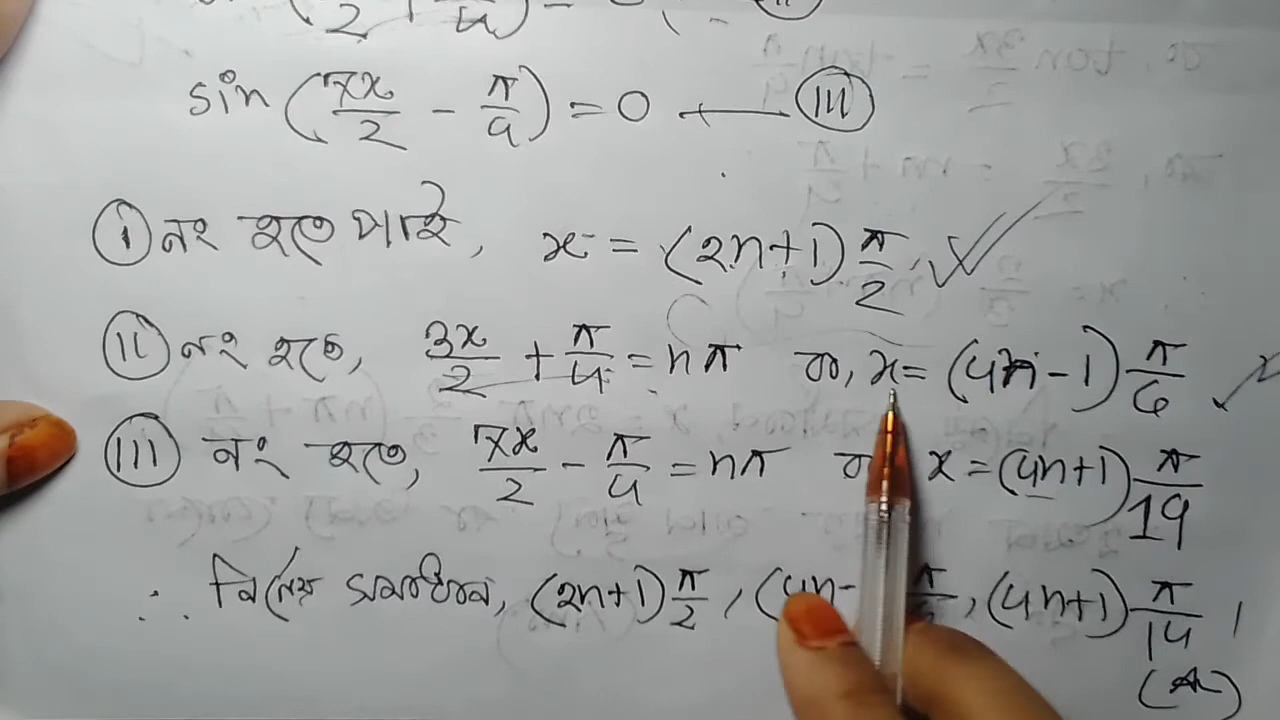 sin(7x/2 - π/4) = 0 — (III)
(i) নং হতে পাই, x = (2n+1)π/2,
(II) নং হতে, 3x/2 + π/4 = nπ বা, x = (4n-1)π/6
(III) নং হতে, 7x/2 - π/4 = nπ x = (4n+1)π/14
∴ নির্ণেয় সমাধান, (2n+1)π/2, (4n- , (4n+1)π/14 ।
(A)